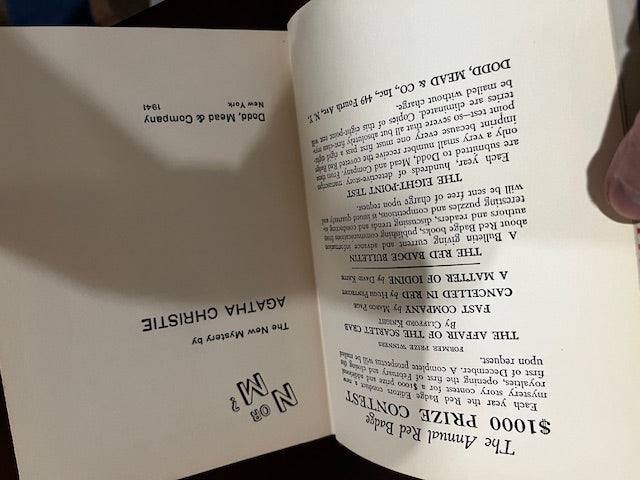 The Annual Red Badge
$1000 PRIZE CONTEST
Each year the Red Badge Editors conduct a new
mystery story contest for a $1000 prize and additional
royalties, opening the first of February and closing the
first of December. A complete prospectus will be mailed
upon request.
FORMER PRIZE WINNERS
THE AFFAIR OF THE SCARLET CRAB
By CLIFFORD KNIGHT
FAST COMPANY by MARCO PAGE
CANCELLED IN RED by HUGH PENTECOST
A MATTER OF IODINE by DAVID KEITH
THE RED BADGE BULLETIN
A Bulletin giving current and advance information
about Red Badge books, publishing communications from
authors and readers, discussing trends and conducting in-
teresting puzzles and competitions, is issued quarterly and
will be sent free of charge upon request.
THE EIGHT-POINT TEST
Each year, hundreds of detective-story manuscripts
are submitted to Dodd, Mead and Company. From these
only a very small number receive the coveted Red Badge
imprint because every one must first pass a rigid eight-
point test—so severe that all but absolutely first-class mys-
teries are eliminated. Copies of this eight-point test will
be mailed without charge.
DODD, MEAD & CO., Inc., 449 Fourth Ave., N. Y.
N OR
M?
The New Mystery by
AGATHA CHRISTIE
Dodd, Mead & Company
New York 1941